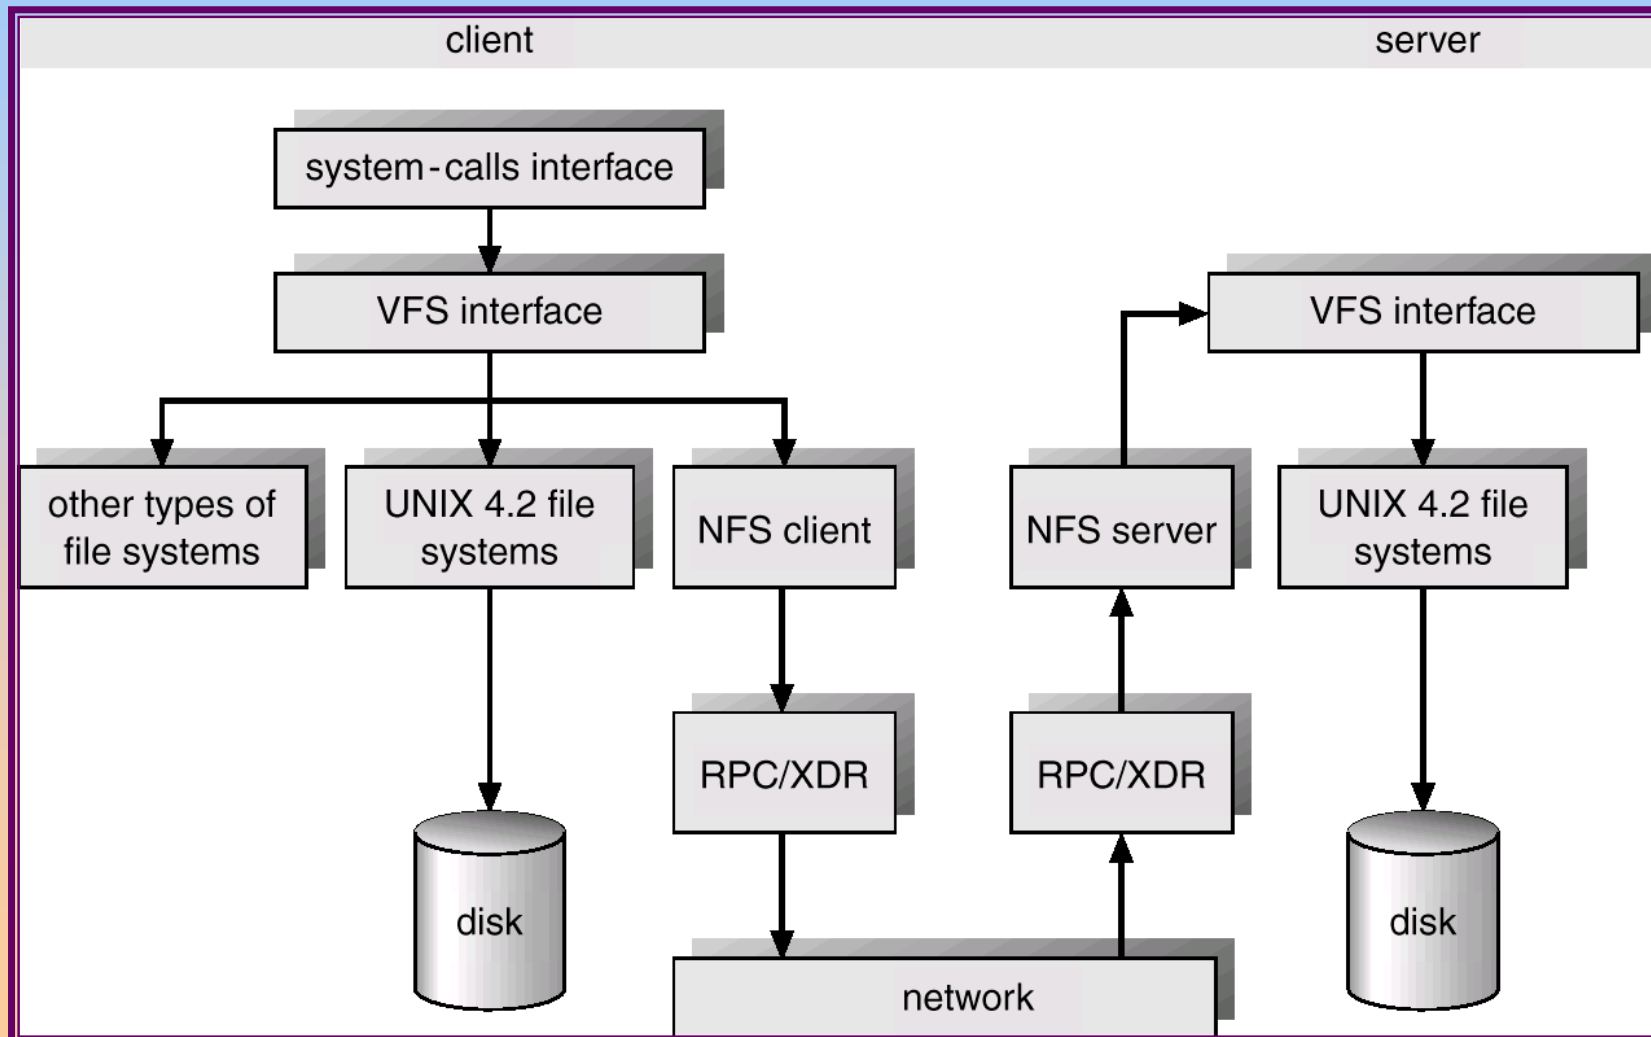 client
server
system-calls interface
VFS interface
VFS interface
other types of
file systems
UNIX 4.2 file
systems
NFS client
NFS server
UNIX 4.2 file
systems
RPC/XDR
RPC/XDR
disk
disk
network